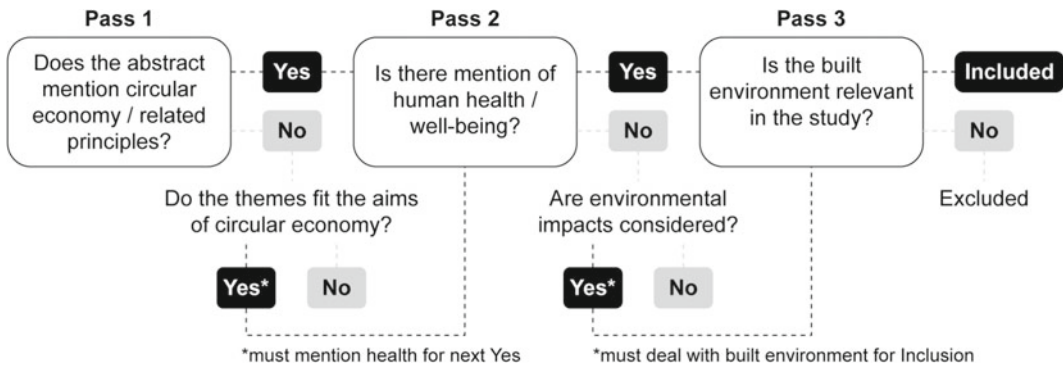 Pass 1
Does the abstract
mention circular
economy / related
principles?
Yes
No
Do the themes fit the aims
of circular economy?
Yes*
No
*must mention health for next Yes
Pass 2
Is there mention of
human health /
well-being?
Yes
No
Are environmental
impacts considered?
Yes*
No
*must deal with built environment for Inclusion
Pass 3
Is the built
environment relevant
in the study?
Included
No
Excluded